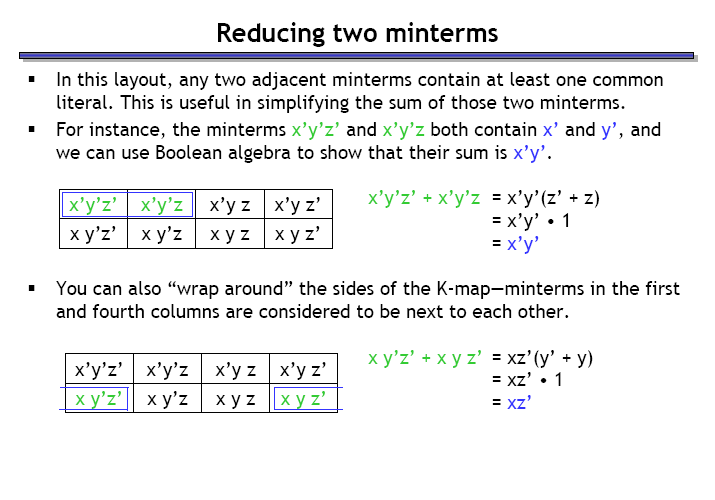 Reducing two minterms
▪ In this layout, any two adjacent minterms contain at least one common
literal. This is useful in simplifying the sum of those two minterms.
▪ For instance, the minterms x’y’z’ and x’y’z both contain x’ and y’, and
we can use Boolean algebra to show that their sum is x’y’.
x’y’z’ x’y’z x’y z x’y z’
x y’z’ x y’z x y z x y z’
x’y’z’ + x’y’z = x’y’(z’ + z)
= x’y’ • 1
= x’y’
▪ You can also “wrap around” the sides of the K-map—minterms in the first
and fourth columns are considered to be next to each other.
x’y’z’ x’y’z x’y z x’y z’
x y’z’ x y’z x y z x y z’
x y’z’ + x y z’ = xz’(y’ + y)
= xz’ • 1
= xz’